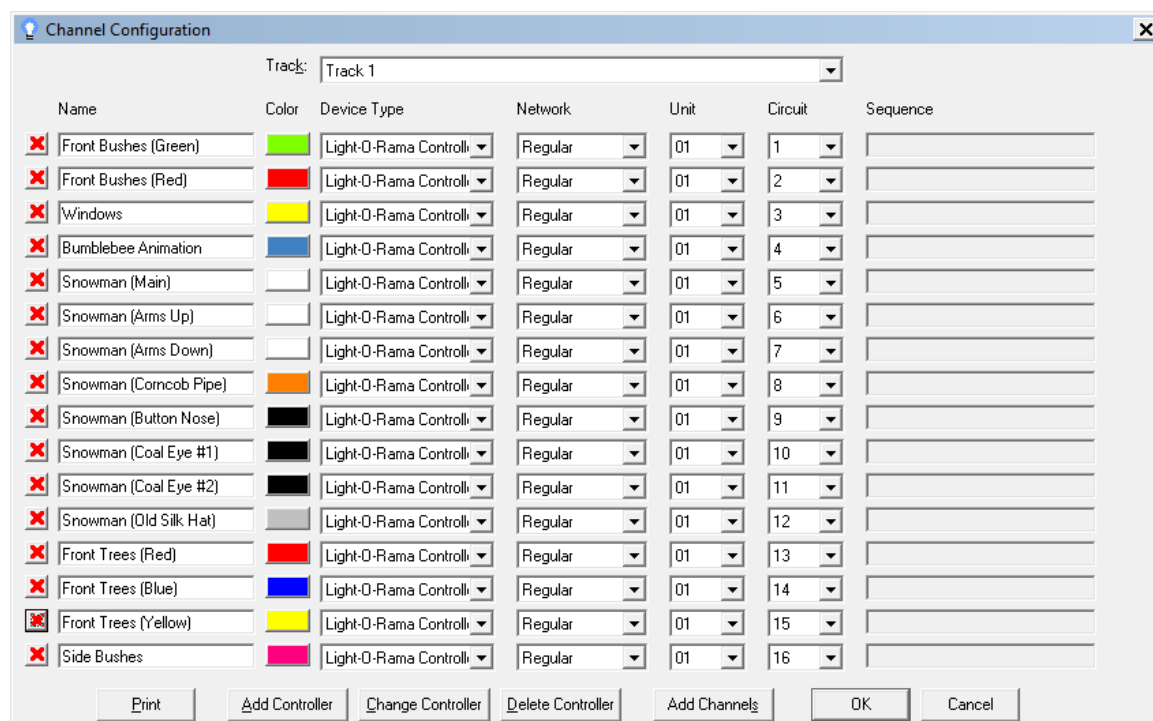 Channel Configuration
Track: Track 1
Name Color Device Type Network Unit Circuit Sequence
Front Bushes (Green) Light-O-Rama Controll Regular 01 1
Front Bushes (Red) Light-O-Rama Controll Regular 01 2
Windows Light-O-Rama Controll Regular 01 3
Bumblebee Animation Light-O-Rama Controll Regular 01 4
Snowman (Main) Light-O-Rama Controll Regular 01 5
Snowman (Arms Up) Light-O-Rama Controll Regular 01 6
Snowman (Arms Down) Light-O-Rama Controll Regular 01 7
Snowman (Corncob Pipe) Light-O-Rama Controll Regular 01 8
Snowman (Button Nose) Light-O-Rama Controll Regular 01 9
Snowman (Coal Eye #1) Light-O-Rama Controll Regular 01 10
Snowman (Coal Eye #2) Light-O-Rama Controll Regular 01 11
Snowman (Old Silk Hat) Light-O-Rama Controll Regular 01 12
Front Trees (Red) Light-O-Rama Controll Regular 01 13
Front Trees (Blue) Light-O-Rama Controll Regular 01 14
Front Trees (Yellow) Light-O-Rama Controll Regular 01 15
Side Bushes Light-O-Rama Controll Regular 01 16
Print Add Controller Change Controller Delete Controller Add Channels OK Cancel